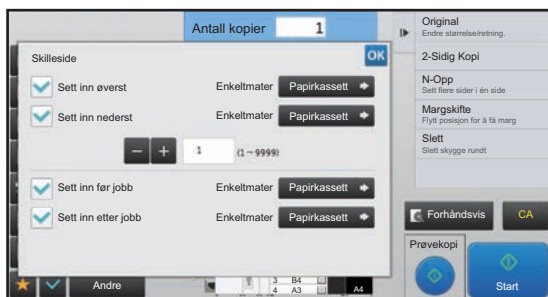 Antall kopier 1
Skilleside OK
Sett inn øverst Enkeltmater Papirkassett
Sett inn nederst Enkeltmater Papirkassett
− + 1 (1~9999)
Sett inn før jobb Enkeltmater Papirkassett
Sett inn etter jobb Enkeltmater Papirkassett
Andre
3 B4
4 A3 A4
Original
Endre størrelse/retning.
2-Sidig Kopi
N-Opp
Sett flere sider i én side
Margskifte
Flytt posisjon for å få marg
Slett
Slett skygge rundt
Forhåndsvis CA
Prøvekopi
Start